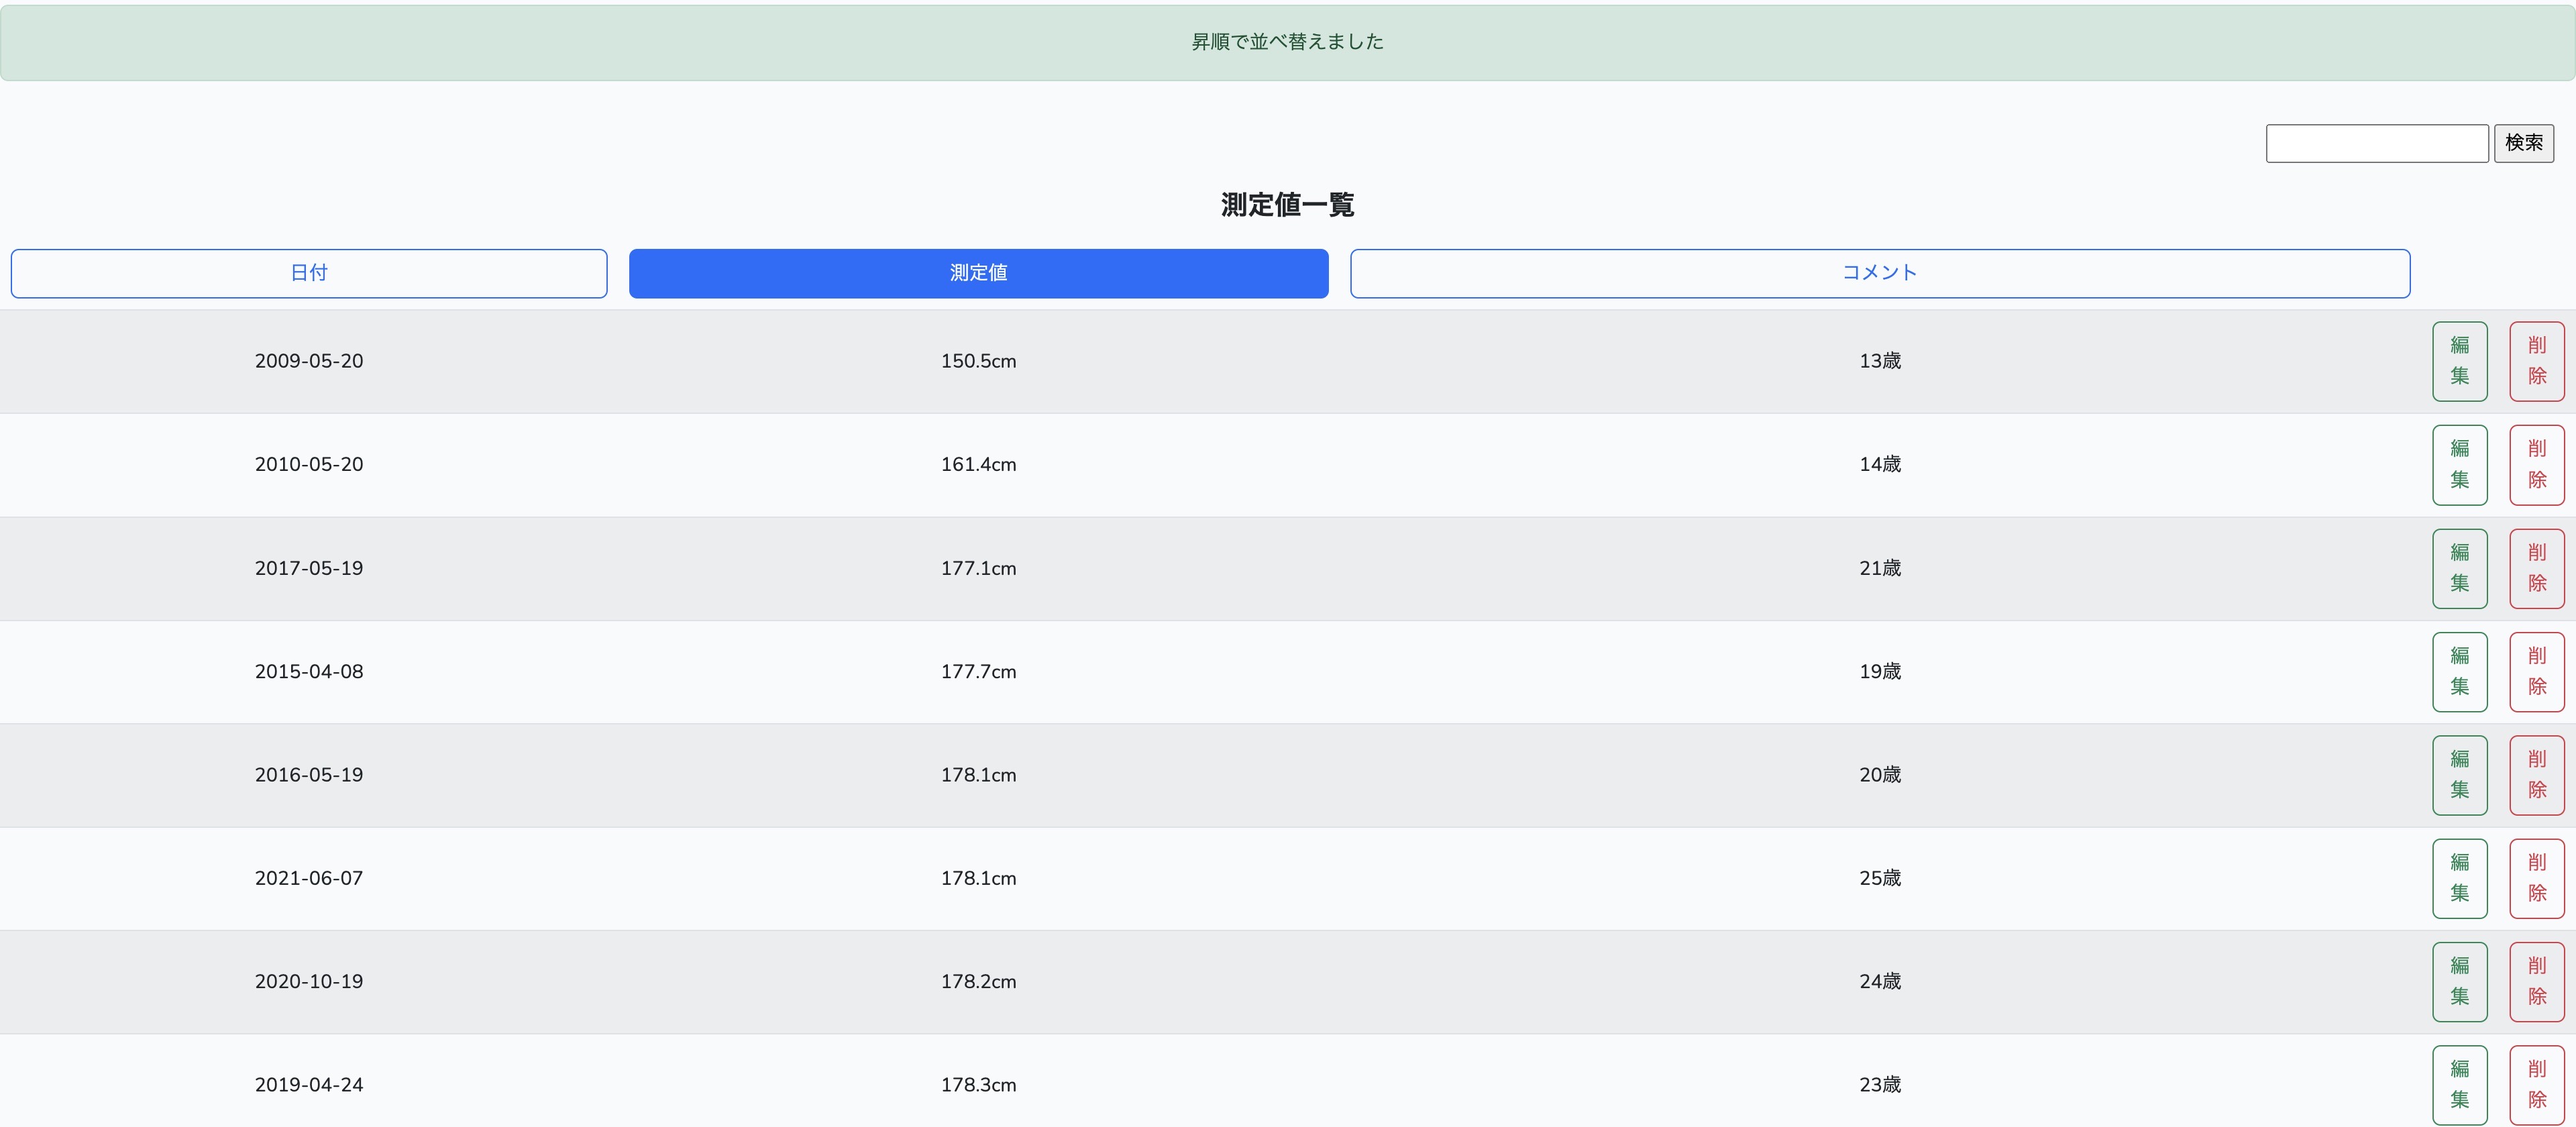 昇順で並べ替えました
検索
測定値一覧
日付 測定値 コメント
2009-05-20 150.5cm 13歳 編集 削除
2010-05-20 161.4cm 14歳 編集 削除
2017-05-19 177.1cm 21歳 編集 削除
2015-04-08 177.7cm 19歳 編集 削除
2016-05-19 178.1cm 20歳 編集 削除
2021-06-07 178.1cm 25歳 編集 削除
2020-10-19 178.2cm 24歳 編集 削除
2019-04-24 178.3cm 23歳 編集 削除